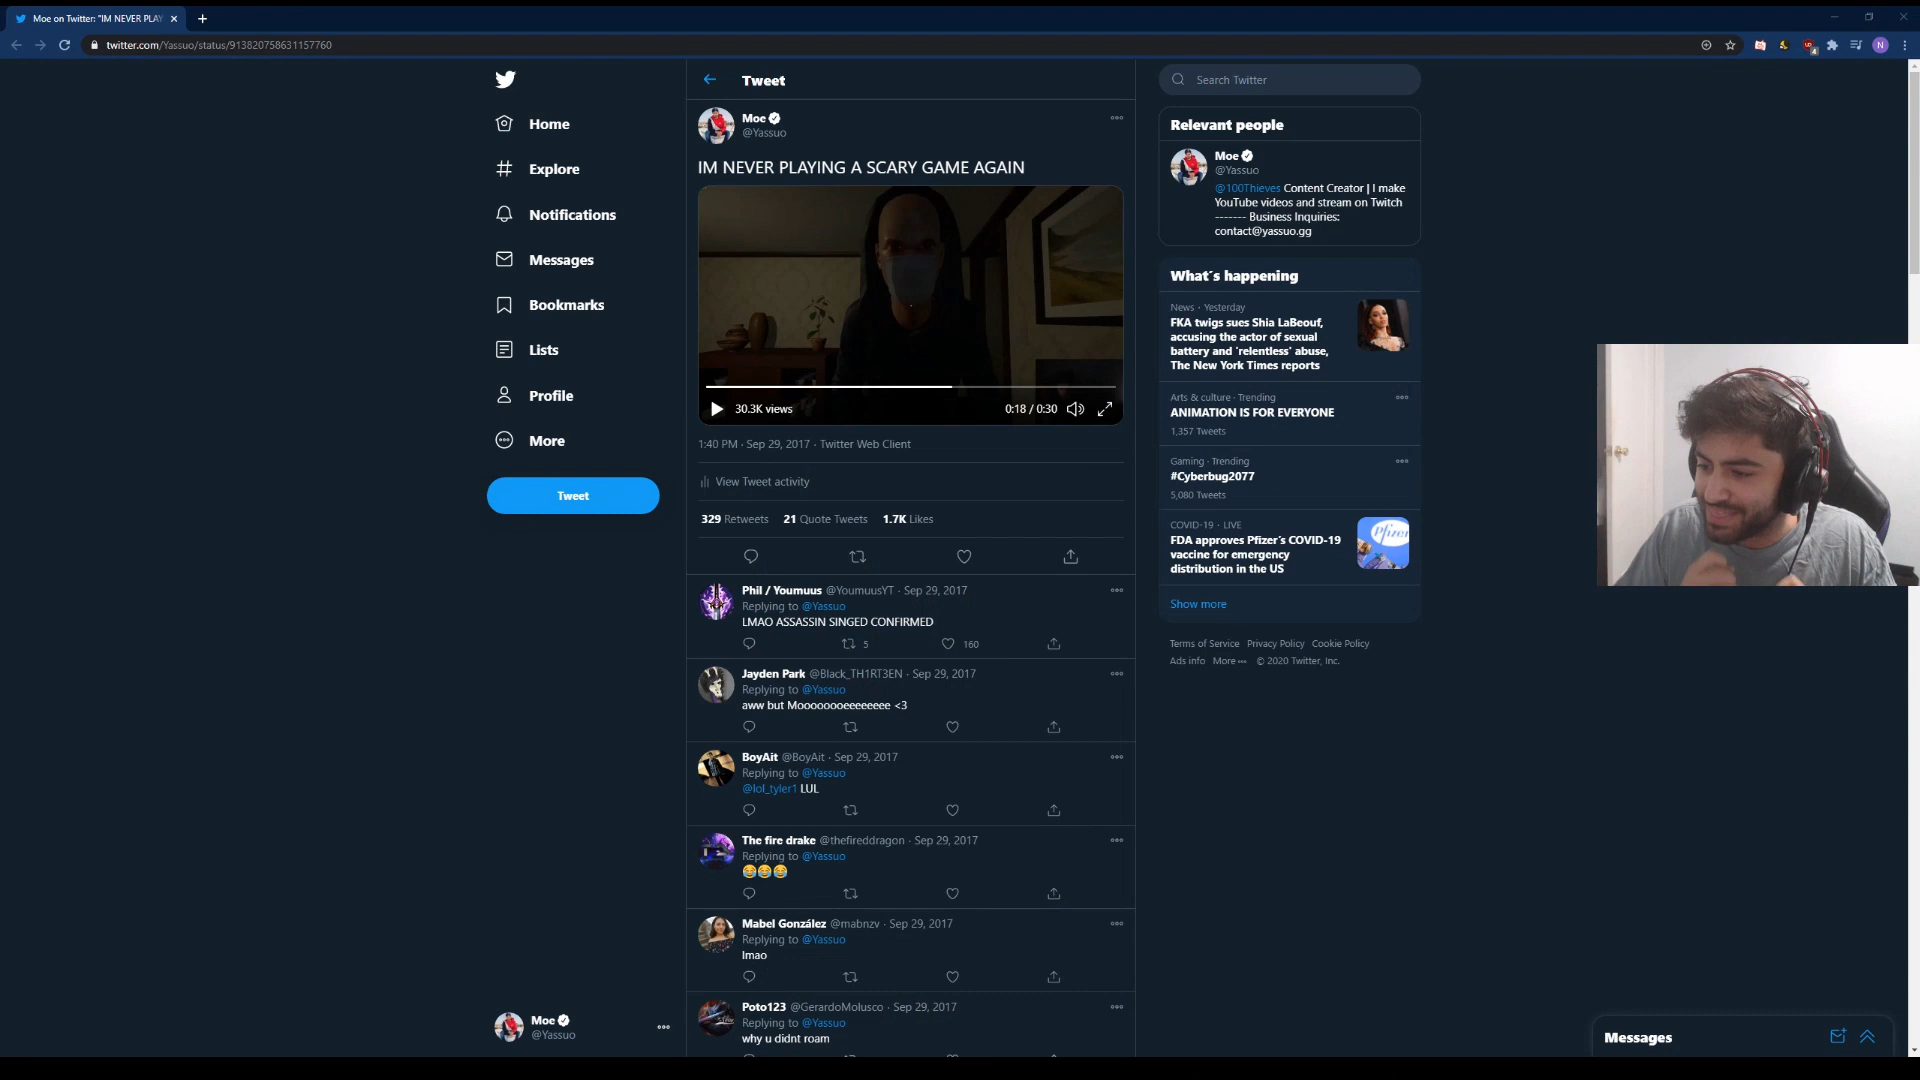 Moe on Twitter: "IM NEVER PLAY
twitter.com/Yassuo/status/913820758631157760
N
Home
Explore
Notifications
Messages
Bookmarks
Lists
Profile
More
Tweet
Moe
@Yassuo
Tweet
Moe
@Yassuo
IM NEVER PLAYING A SCARY GAME AGAIN
30.3K views
0:18 / 0:30
1:40 PM · Sep 29, 2017 · Twitter Web Client
View Tweet activity
329 Retweets 21 Quote Tweets 1.7K Likes
Phil / Youmuus @YoumuusYT · Sep 29, 2017
Replying to @Yassuo
LMAO ASSASSIN SINGED CONFIRMED
5 160
Jayden Park @Black_TH1RT3EN · Sep 29, 2017
Replying to @Yassuo
aww but Moooooooeeeeeeee <3
BoyAit @BoyAit · Sep 29, 2017
Replying to @Yassuo
@lol_tyler1 LUL
The fire drake @thefireddragon · Sep 29, 2017
Replying to @Yassuo
😂😂😂
Mabel González @mabnzv · Sep 29, 2017
Replying to @Yassuo
lmao
Poto123 @GerardoMolusco · Sep 29, 2017
Replying to @Yassuo
why u didnt roam
Search Twitter
Relevant people
Moe
@Yassuo
@100Thieves Content Creator | I make
YouTube videos and stream on Twitch
------- Business Inquiries:
contact@yassuo.gg
What's happening
News · Yesterday
FKA twigs sues Shia LaBeouf,
accusing the actor of sexual
battery and 'relentless' abuse,
The New York Times reports
Arts & culture · Trending
ANIMATION IS FOR EVERYONE
1,357 Tweets
Gaming · Trending
#Cyberbug2077
5,080 Tweets
COVID-19 · LIVE
FDA approves Pfizer's COVID-19
vaccine for emergency
distribution in the US
Pfizer
Show more
Terms of Service Privacy Policy Cookie Policy
Ads info More ··· © 2020 Twitter, Inc.
Messages